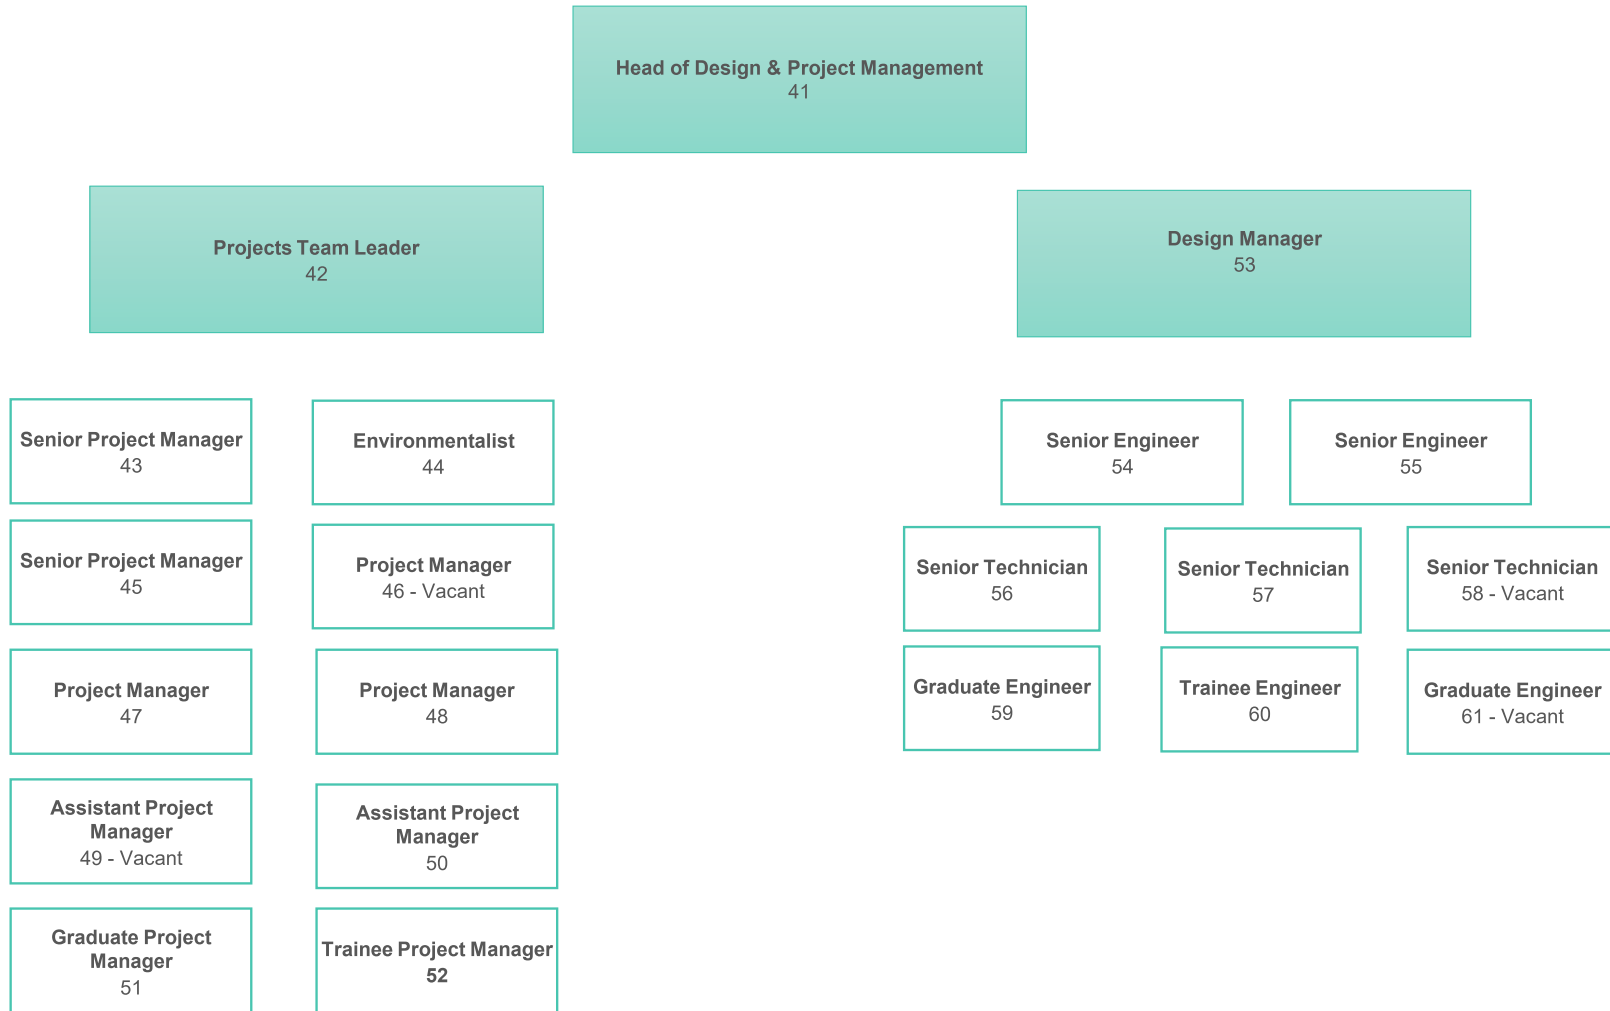 Head of Design & Project Management
41
Projects Team Leader
42
Design Manager
53
Senior Project Manager
43
Environmentalist
44
Senior Engineer
54
Senior Engineer
55
Senior Project Manager
45
Project Manager
46 - Vacant
Senior Technician
56
Senior Technician
57
Senior Technician
58 - Vacant
Project Manager
47
Project Manager
48
Graduate Engineer
59
Trainee Engineer
60
Graduate Engineer
61 - Vacant
Assistant Project
Manager
49 - Vacant
Assistant Project
Manager
50
Graduate Project
Manager
51
Trainee Project Manager
52